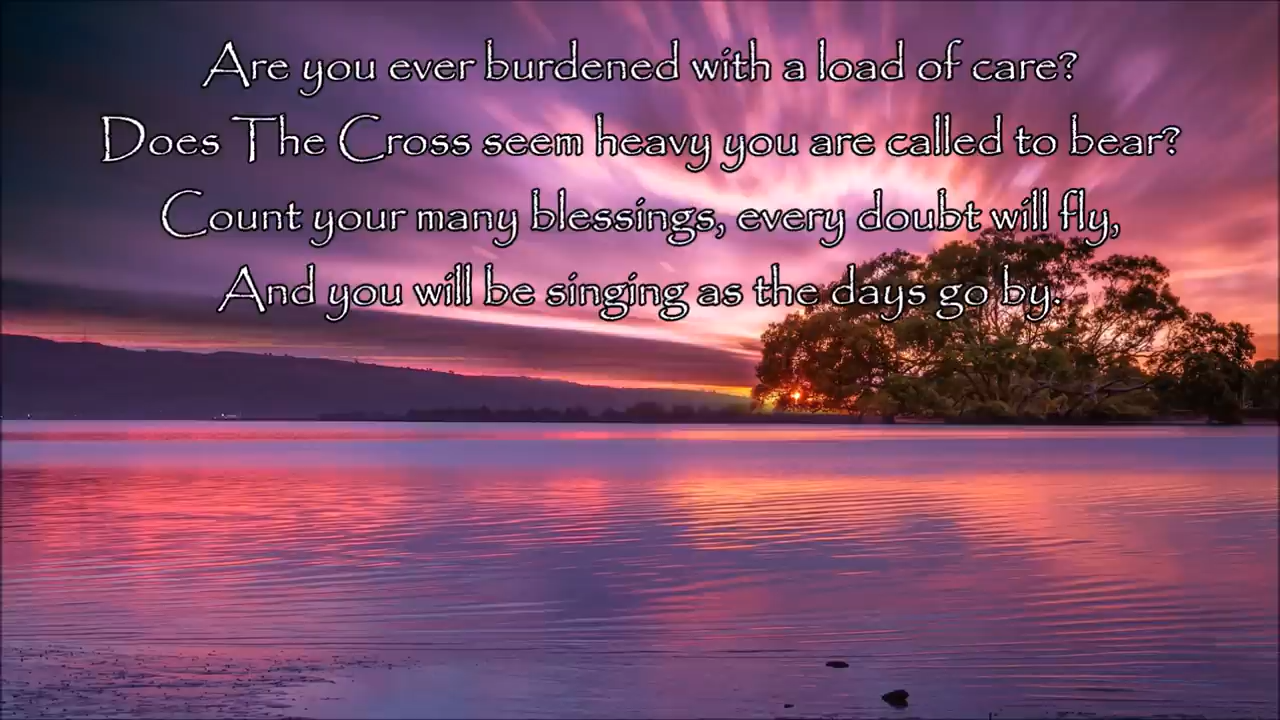 Are you ever burdened with a load of care?
Does The Cross seem heavy you are called to bear?
Count your many blessings, every doubt will fly,
And you will be singing as the days go by.